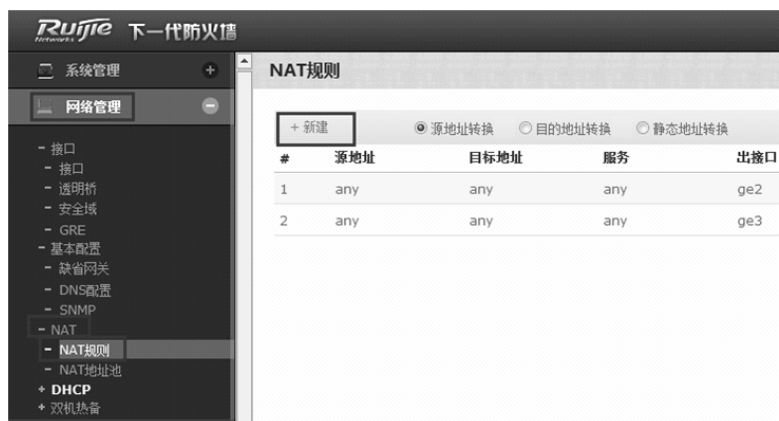 Ruijie Networks 下一代防火墙
系统管理
网络管理
接口
接口
透明桥
安全域
GRE
基本配置
缺省网关
DNS配置
SNMP
NAT
NAT规则
NAT地址池
DHCP
双机热备
NAT规则
+ 新建 源地址转换 目的地址转换 静态地址转换
# 源地址 目标地址 服务 出接口
1 any any any ge2
2 any any any ge3